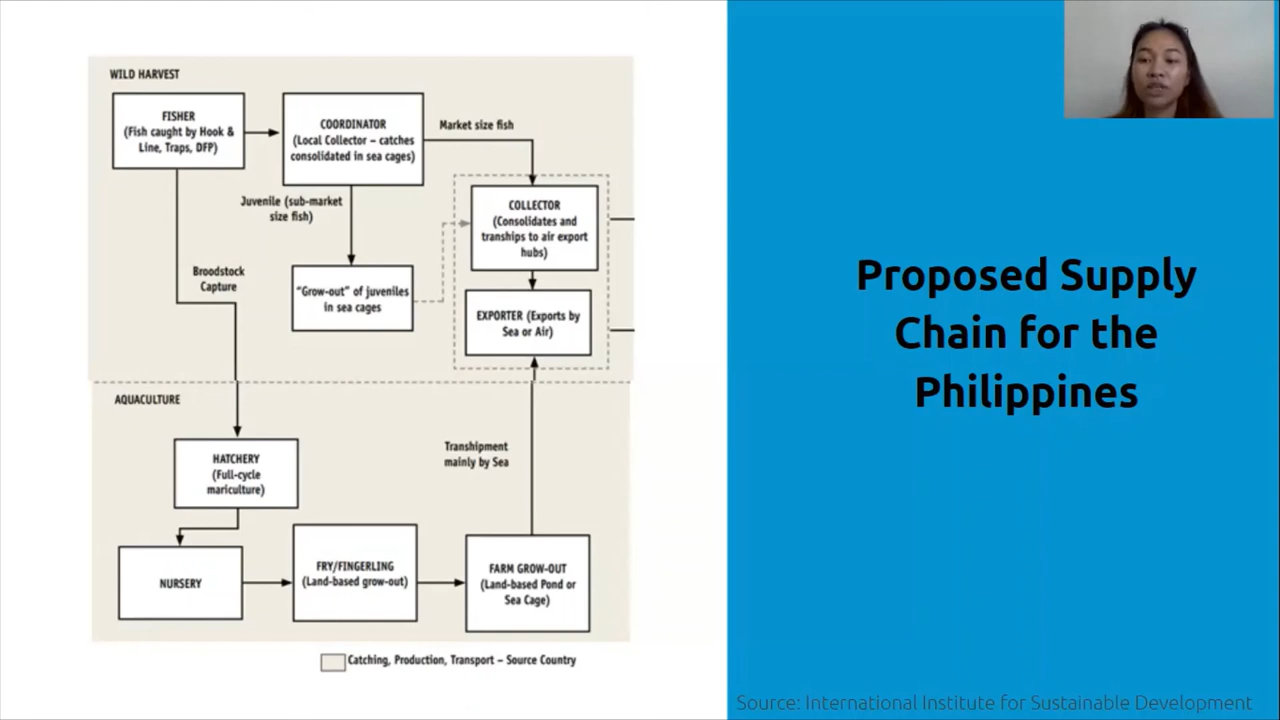 WILD HARVEST
FISHER
(Fish caught by Hook &
Line, Traps, DFP)
COORDINATOR
(Local Collector – catches
consolidated in sea cages)
Market size fish
Juvenile (sub-market
size fish)
COLLECTOR
(Consolidates and
tranships to air export
hubs)
Broodstock
Capture
"Grow-out" of juveniles
in sea cages
EXPORTER (Exports by
Sea or Air)
AQUACULTURE
HATCHERY
(Full-cycle
mariculture)
Transhipment
mainly by Sea
NURSERY
FRY/FINGERLING
(Land-based grow-out)
FARM GROW-OUT
(Land-based Pond or
Sea Cage)
Catching, Production, Transport – Source Country
Proposed Supply
Chain for the
Philippines
Source: International Institute for Sustainable Development